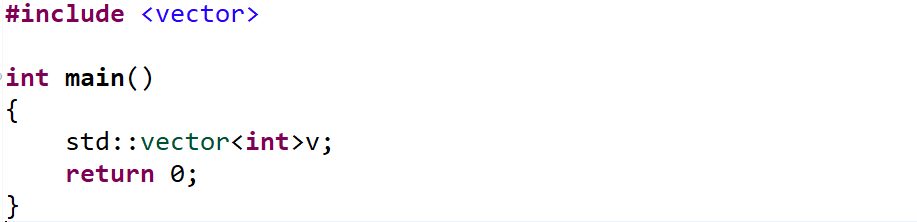 #include <vector>
int main()
{
    std::vector<int>v;
    return 0;
}